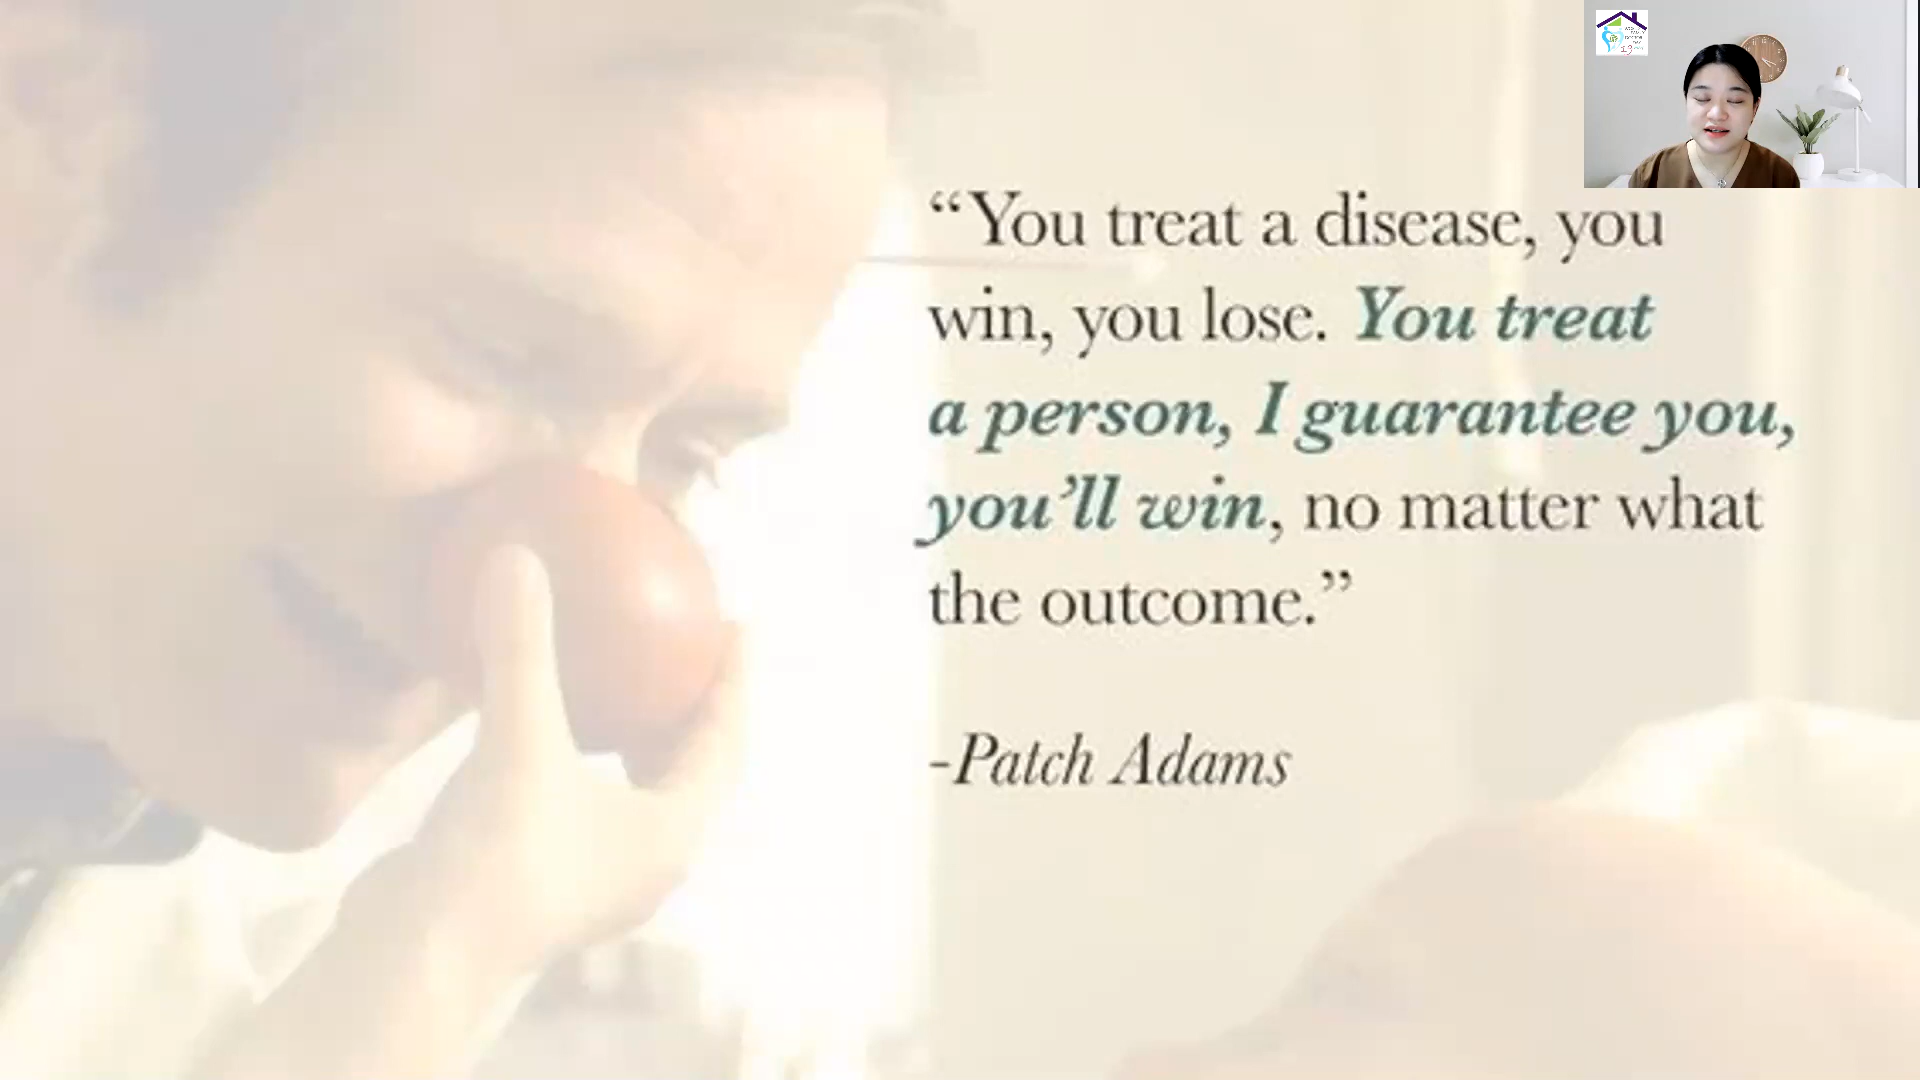 “You treat a disease, you
win, you lose. You treat
a person, I guarantee you,
you’ll win, no matter what
the outcome.”
-Patch Adams